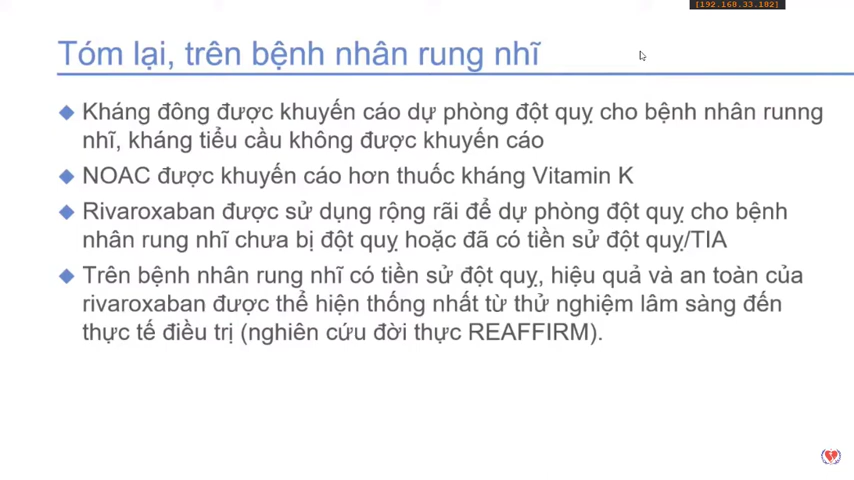 [192.168.33.182]
Tóm lại, trên bệnh nhân rung nhĩ
Kháng đông được khuyến cáo dự phòng đột quỵ cho bệnh nhân runng
nhĩ, kháng tiểu cầu không được khuyến cáo
NOAC được khuyến cáo hơn thuốc kháng Vitamin K
Rivaroxaban được sử dụng rộng rãi để dự phòng đột quỵ cho bệnh
nhân rung nhĩ chưa bị đột quỵ hoặc đã có tiền sử đột quỵ/TIA
Trên bệnh nhân rung nhĩ có tiền sử đột quỵ, hiệu quả và an toàn của
rivaroxaban được thể hiện thống nhất từ thử nghiệm lâm sàng đến
thực tế điều trị (nghiên cứu đời thực REAFFIRM).